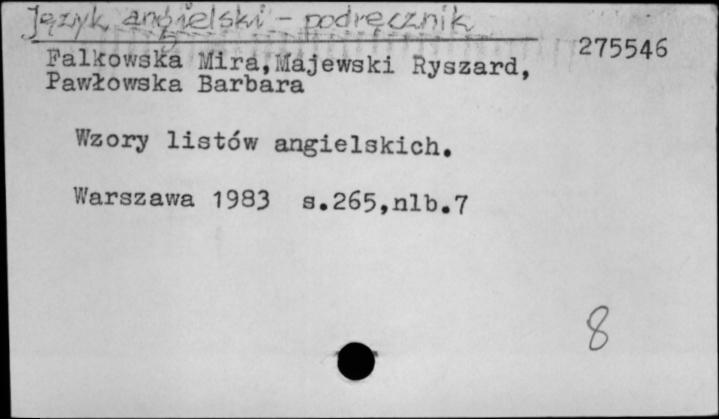 Język angielski - podręcznik
275546
Falkowska Mira,Majewski Ryszard,
Pawłowska Barbara
Wzory listów angielskich.
Warszawa 1983 s.265,nlb.7
8